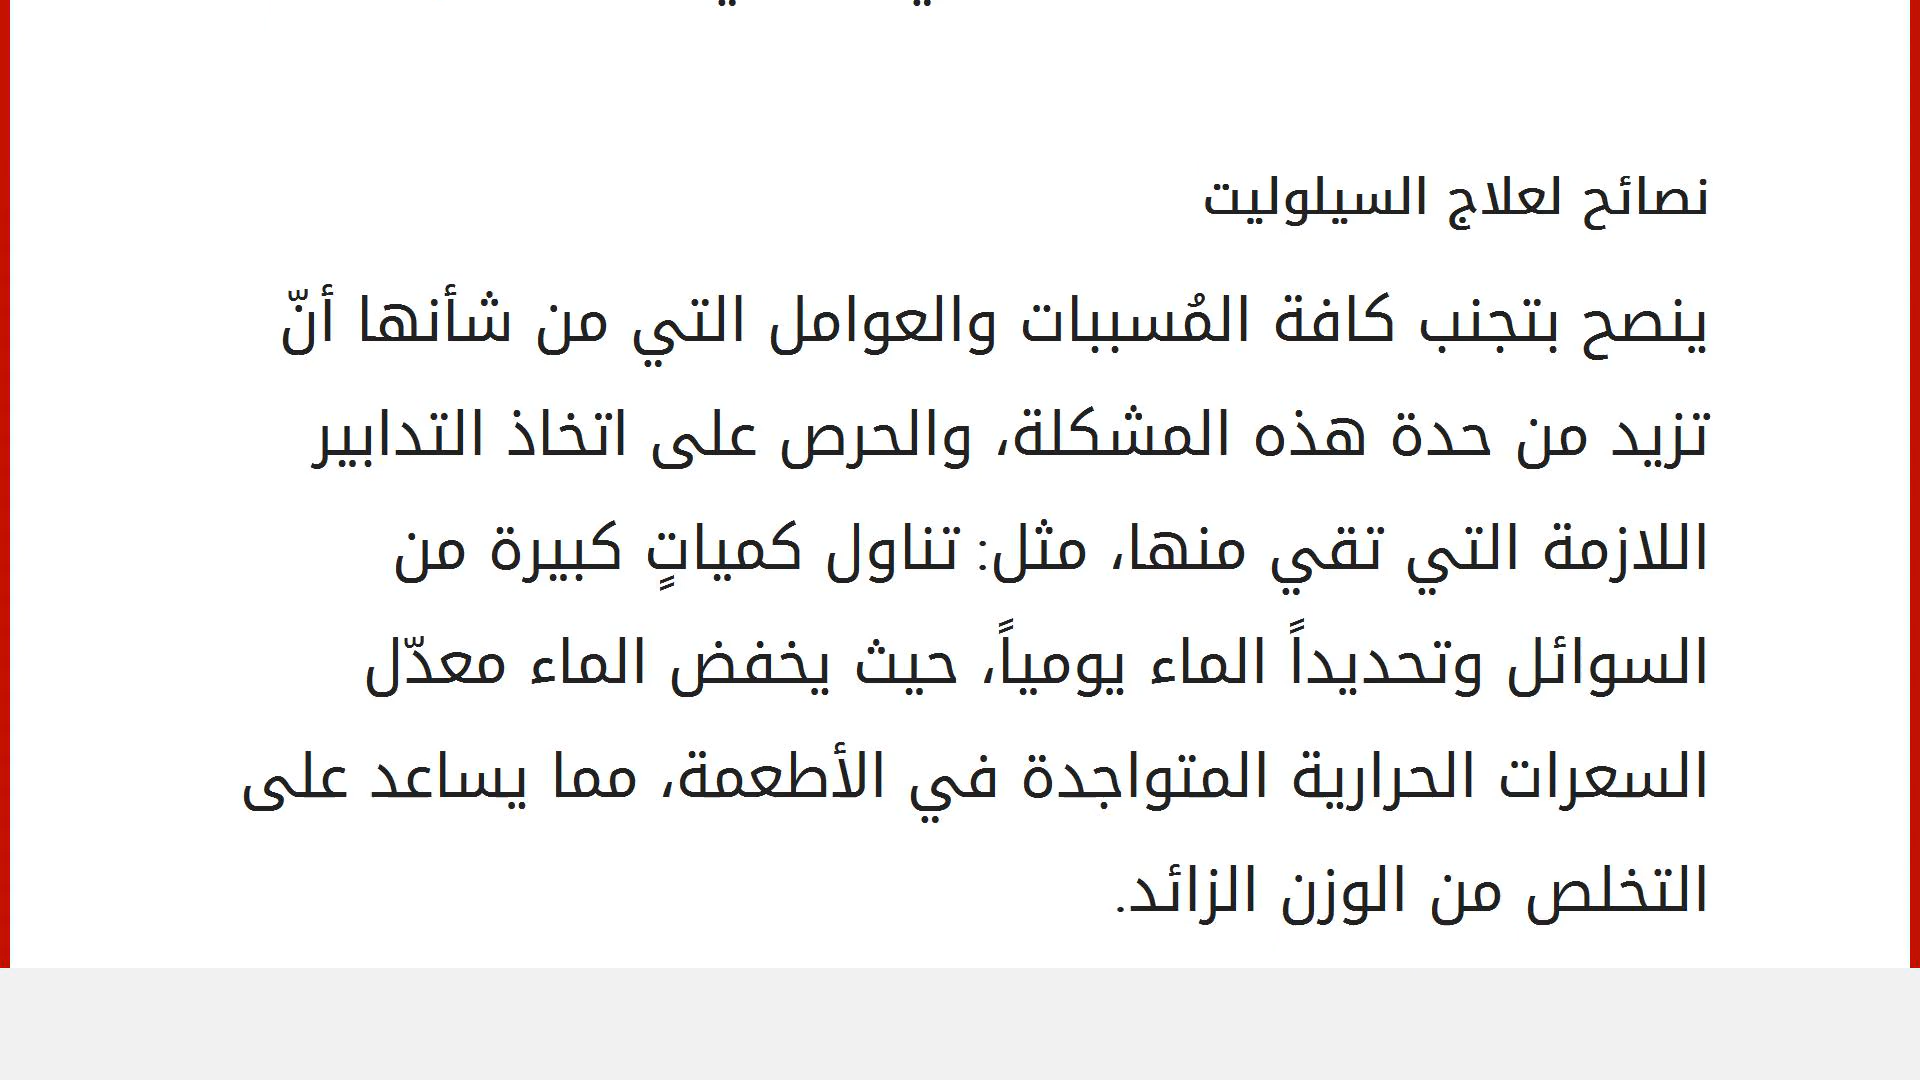 نصائح لعلاج السيلوليت
ينصح بتجنب كافة المُسببات والعوامل التي من شأنها أنّ
تزيد من حدة هذه المشكلة، والحرص على اتخاذ التدابير
اللازمة التي تقي منها، مثل: تناول كمياتٍ كبيرة من
السوائل وتحديداً الماء يومياً، حيث يخفض الماء معدّل
السعرات الحرارية المتواجدة في الأطعمة، مما يساعد على
التخلص من الوزن الزائد.